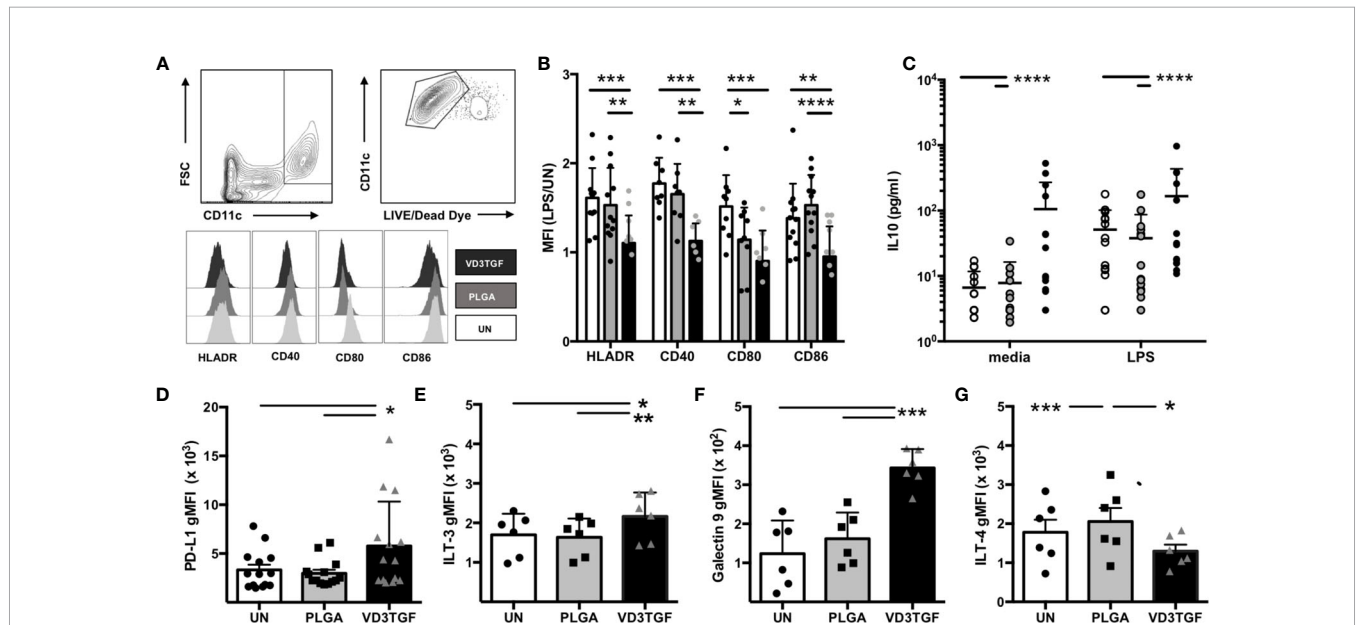 A
FSC
CD11c
CD11c
LIVE/Dead Dye
VD3TGF
PLGA
UN
HLADR CD40 CD80 CD86
B
*** *** *** **
** ** * ****
MFI (LPS/UN)
3
2
1
0
HLADR CD40 CD80 CD86
C
**** ****
IL10 (pg/ml)
10⁴
10³
10²
10¹
10⁰
media LPS
D
*
PD-L1 gMFI (x 10³)
20
15
10
5
UN PLGA VD3TGF
E
*
**
ILT-3 gMFI (x 10³)
5
4
3
2
1
UN PLGA VD3TGF
F
***
Galectin 9 gMFI (x 10²)
5
4
3
2
1
UN PLGA VD3TGF
G
*** *
ILT-4 gMFI (x 10³)
5
4
3
2
1
UN PLGA VD3TGF